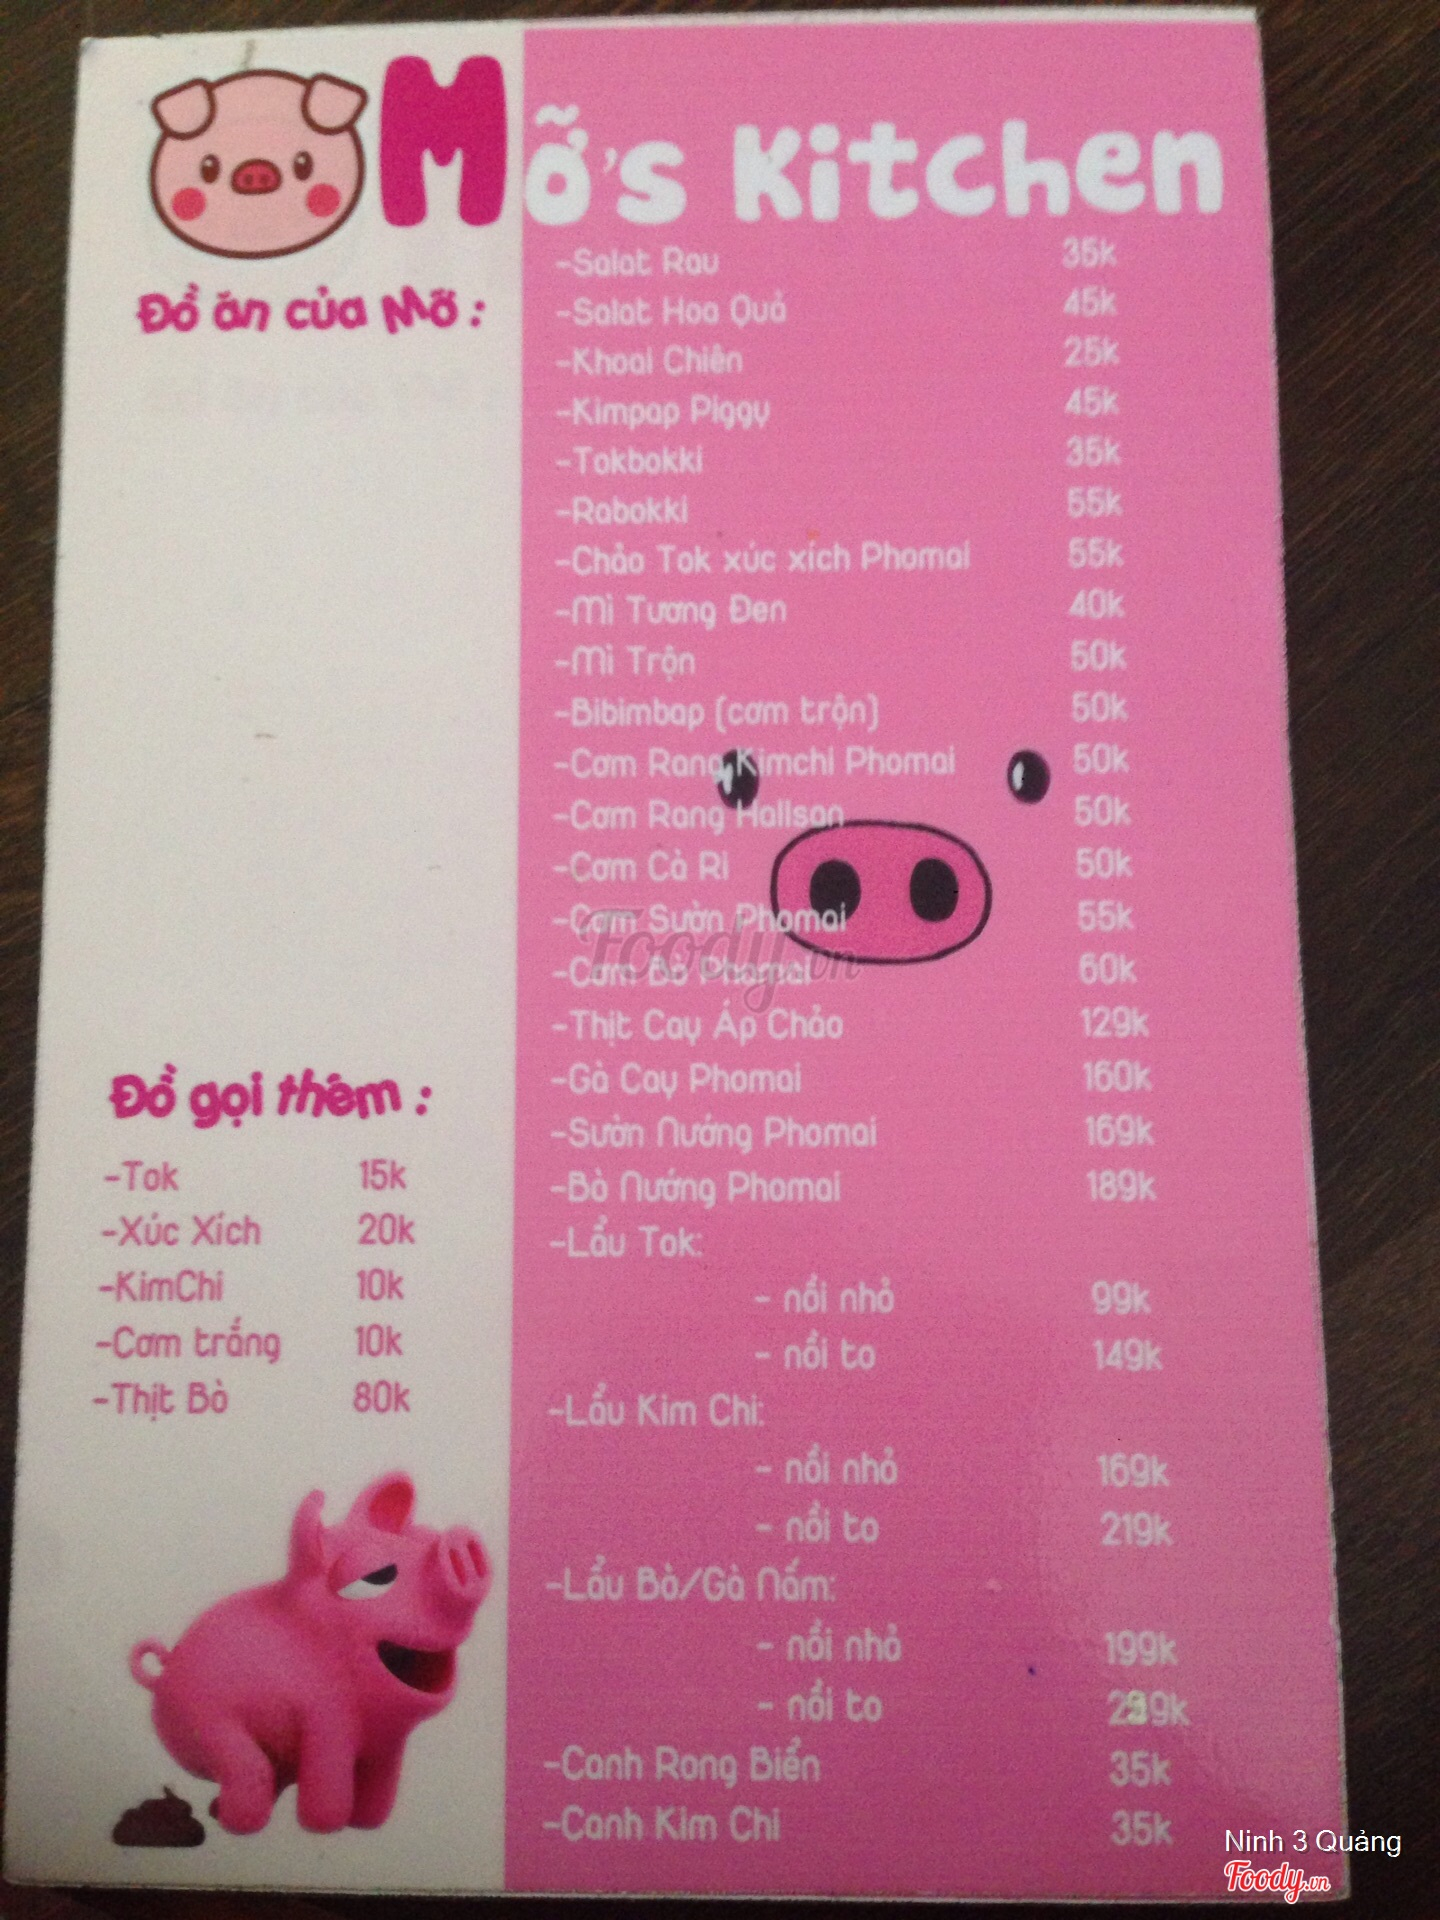 Mỡ's Kitchen
Đồ ăn của Mỡ :
-Salat Rau 35k
-Salat Hoa Quả 45k
-Khoai Chiên 25k
-Kimpap Piggy 45k
-Tokbokki 35k
-Rabokki 55k
-Chảo Tok xúc xích Phomai 55k
-Mì Tương Đen 40k
-Mì Trộn 50k
-Bibimbap (cơm trộn) 50k
-Cơm Rang Kimchi Phomai 50k
-Cơm Rang Hallsan 50k
-Cơm Cà Ri 50k
-Cơm Sườn Phomai 55k
-Cơm Bò Phomai 60k
-Thịt Cay Áp Chảo 129k
-Gà Cay Phomai 160k
-Sườn Nướng Phomai 169k
-Bò Nướng Phomai 189k
-Lẩu Tok:
- nồi nhỏ 99k
- nồi to 149k
-Lẩu Kim Chi:
- nồi nhỏ 169k
- nồi to 219k
-Lẩu Bò/Gà Nấm:
- nồi nhỏ 199k
- nồi to
-Canh Rong Biển 35k
-Canh Kim Chi 35k
Đồ gọi thêm :
-Tok 15k
-Xúc Xích 20k
-KimChi 10k
-Cơm trắng 10k
-Thịt Bò 80k
Foody.vn
Ninh 3 Quảng
Foody.vn